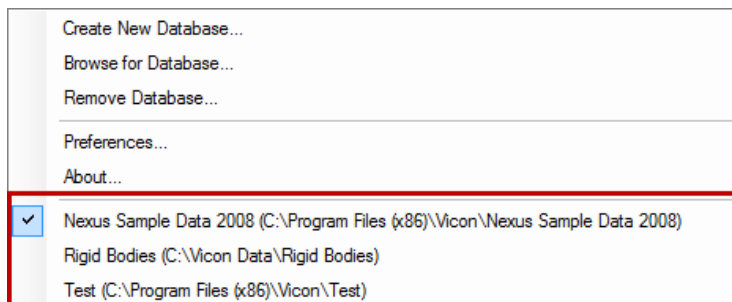 Create New Database...
Browse for Database...
Remove Database...
Preferences...
About...
Nexus Sample Data 2008 (C:\Program Files (x86)\Vicon\Nexus Sample Data 2008)
Rigid Bodies (C:\Vicon Data\Rigid Bodies)
Test (C:\Program Files (x86)\Vicon\Test)